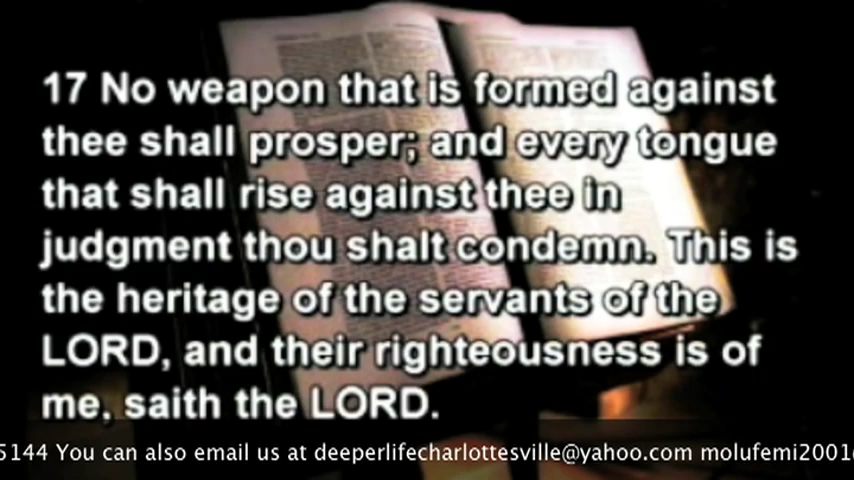 17 No weapon that is formed against
thee shall prosper; and every tongue
that shall rise against thee in
judgment thou shalt condemn. This is
the heritage of the servants of the
LORD, and their righteousness is of
me, saith the LORD.
5144 You can also email us at deeperlifecharlottesville@yahoo.com molufemi2001